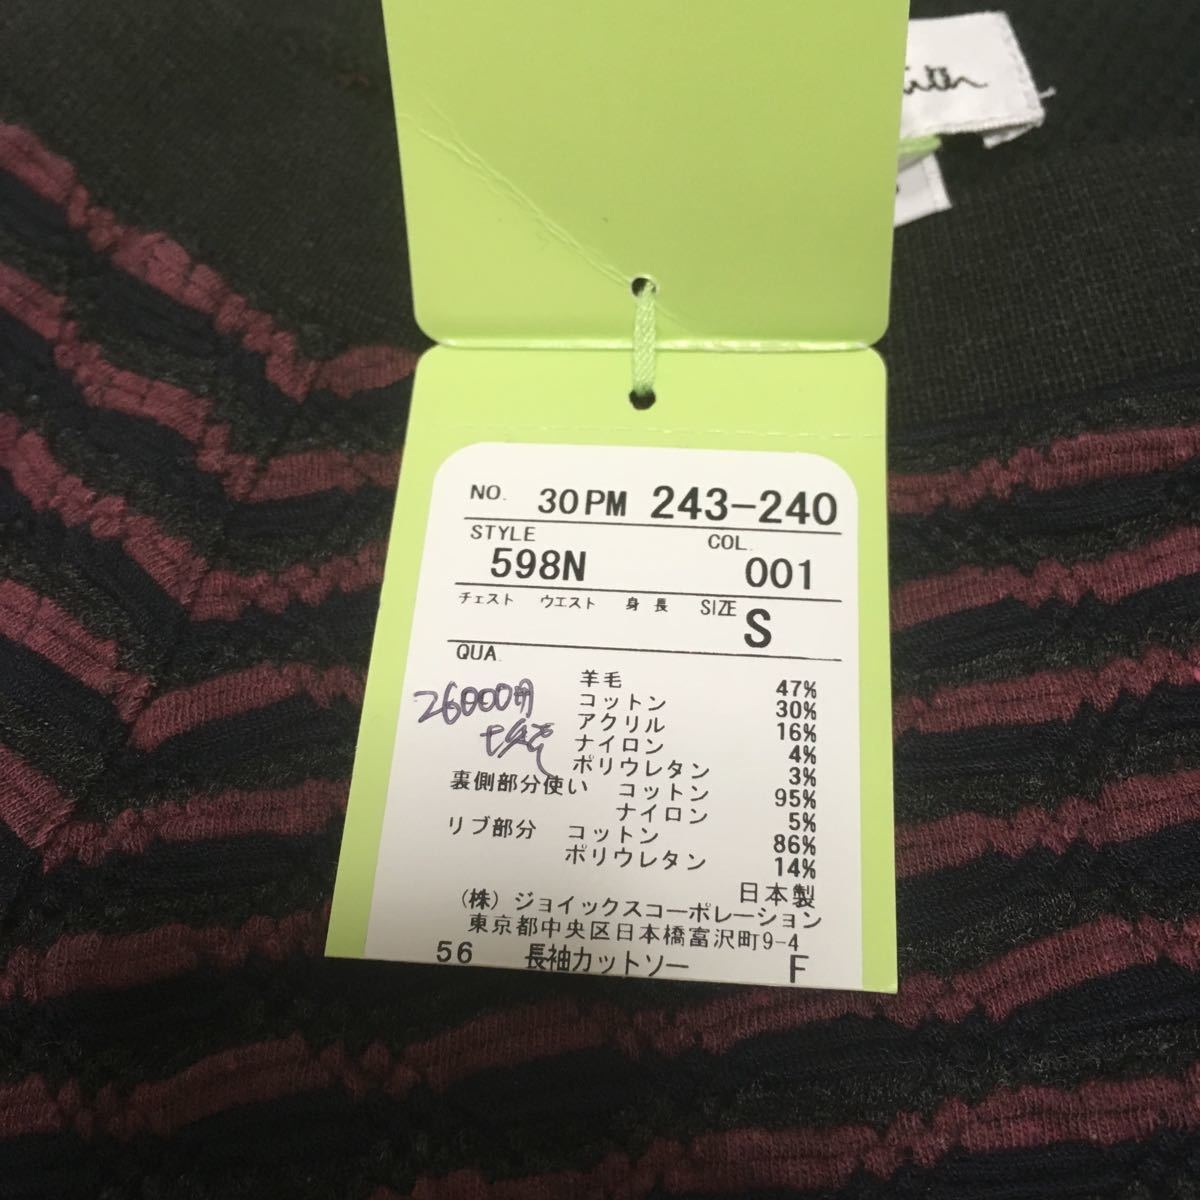 NO. 30PM 243-240
STYLE COL.
598N 001
チェスト ウエスト 身長 SIZE S
QUA.
羊毛 47%
コットン 30%
アクリル 16%
ナイロン 4%
ポリウレタン 3%
裏側部分使い コットン 95%
ナイロン 5%
リブ部分 コットン 86%
ポリウレタン 14%
26000円
+税
日本製
(株)ジョイックスコーポレーション
東京都中央区日本橋富沢町9-4
56 長袖カットソー F